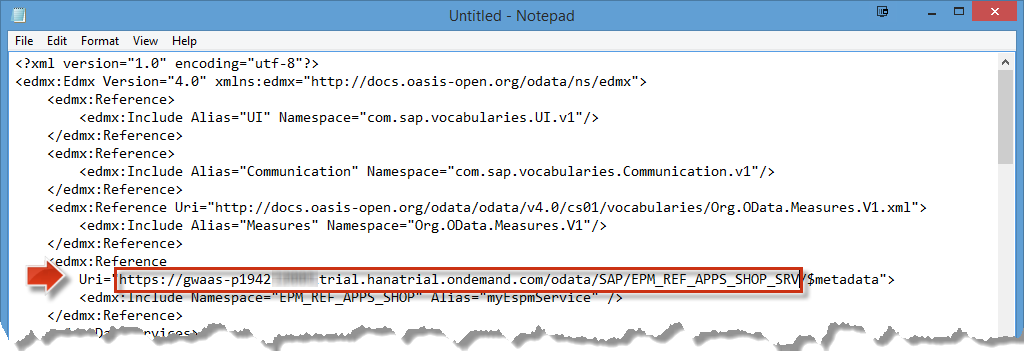 Untitled - Notepad
File Edit Format View Help
<?xml version="1.0" encoding="utf-8"?>
<edmx:Edmx Version="4.0" xmlns:edmx="http://docs.oasis-open.org/odata/ns/edmx">
<edmx:Reference>
<edmx:Include Alias="UI" Namespace="com.sap.vocabularies.UI.v1"/>
</edmx:Reference>
<edmx:Reference>
<edmx:Include Alias="Communication" Namespace="com.sap.vocabularies.Communication.v1"/>
</edmx:Reference>
<edmx:Reference Uri="http://docs.oasis-open.org/odata/odata/v4.0/cs01/vocabularies/Org.OData.Measures.V1.xml">
<edmx:Include Alias="Measures" Namespace="Org.OData.Measures.V1"/>
</edmx:Reference>
<edmx:Reference
Uri="https://gwaas-p1942 trial.hanatrial.ondemand.com/odata/SAP/EPM_REF_APPS_SHOP_SRV/$metadata">
<edmx:Include Namespace="EPM_REF_APPS_SHOP" Alias="myEspmService" />
</edmx:Reference>